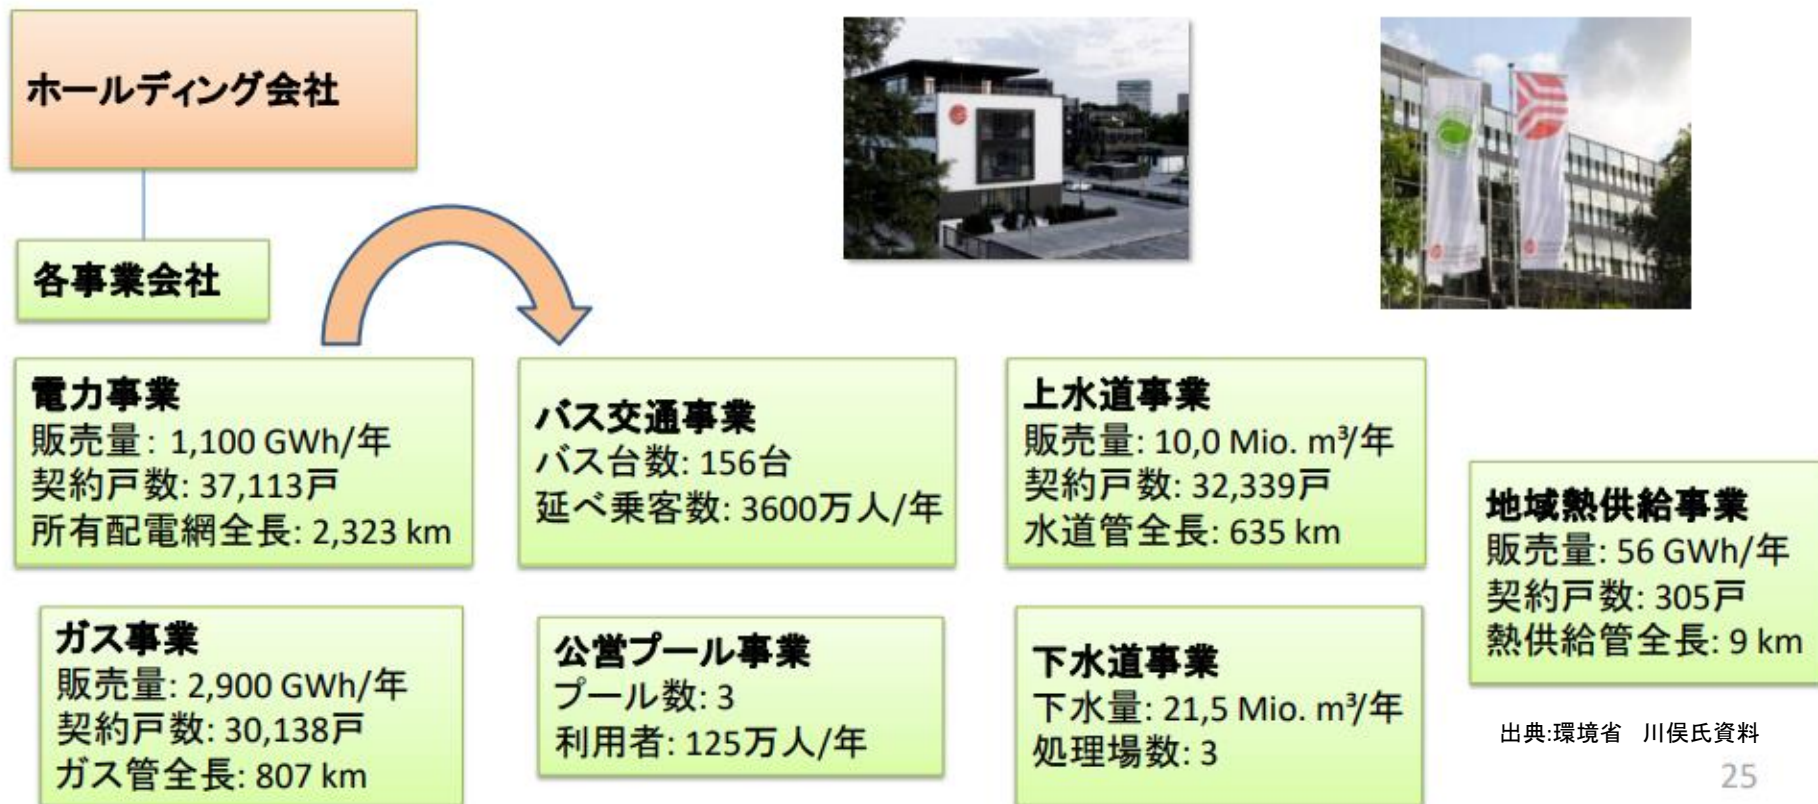 ホールディング会社
各事業会社
電力事業
販売量: 1,100 GWh/年
契約戸数: 37,113戸
所有配電網全長: 2,323 km
バス交通事業
バス台数: 156台
延べ乗客数: 3600万人/年
上水道事業
販売量: 10,0 Mio. m³/年
契約戸数: 32,339戸
水道管全長: 635 km
地域熱供給事業
販売量: 56 GWh/年
契約戸数: 305戸
熱供給管全長: 9 km
ガス事業
販売量: 2,900 GWh/年
契約戸数: 30,138戸
ガス管全長: 807 km
公営プール事業
プール数: 3
利用者: 125万人/年
下水道事業
下水量: 21,5 Mio. m³/年
処理場数: 3
出典:環境省 川俣氏資料
25